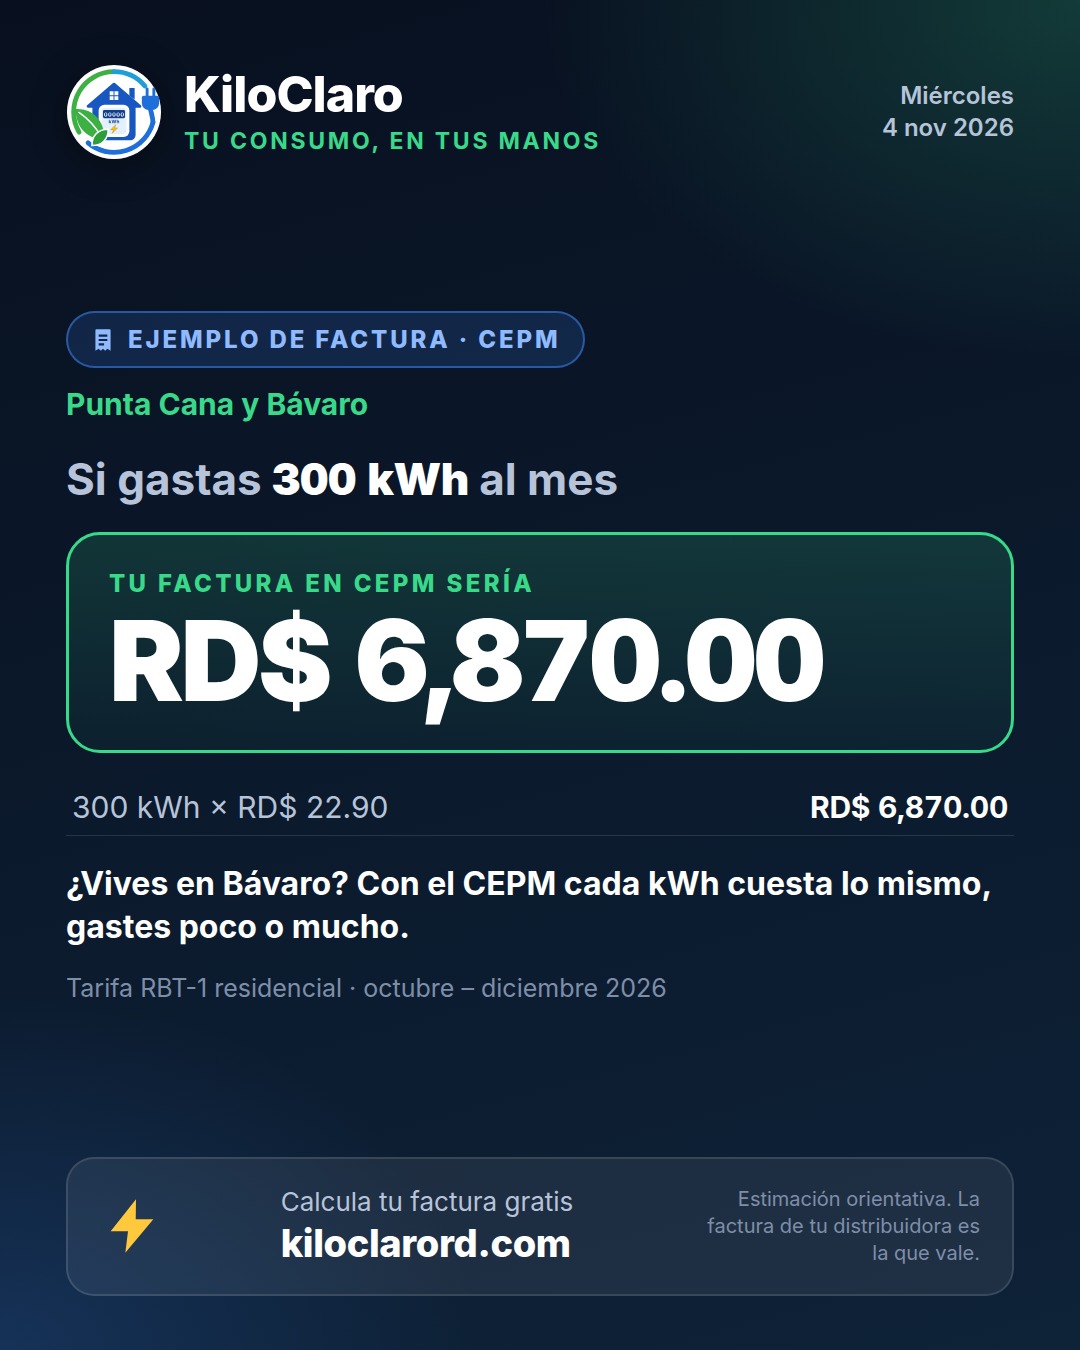 KiloClaro
TU CONSUMO, EN TUS MANOS
Miércoles
4 nov 2026
EJEMPLO DE FACTURA · CEPM
Punta Cana y Bávaro
Si gastas 300 kWh al mes
TU FACTURA EN CEPM SERÍA
RD$ 6,870.00
300 kWh × RD$ 22.90
RD$ 6,870.00
¿Vives en Bávaro? Con el CEPM cada kWh cuesta lo mismo,
gastes poco o mucho.
Tarifa RBT-1 residencial · octubre – diciembre 2026
Calcula tu factura gratis
kiloclarord.com
Estimación orientativa. La
factura de tu distribuidora es
la que vale.